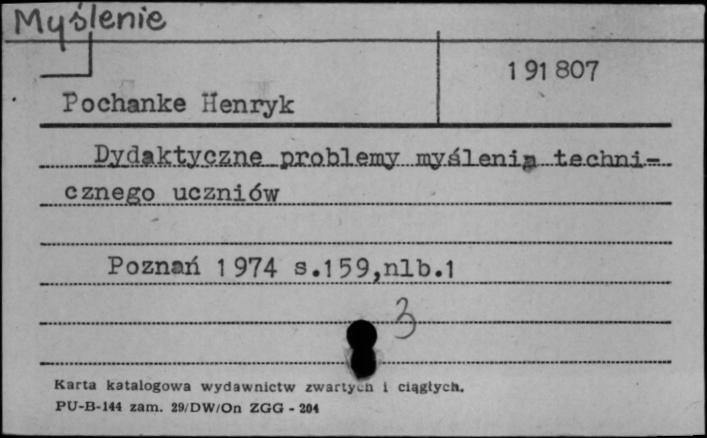 Myślenie
191807
Pochanke Henryk
Dydaktyczne problemy myślenia techni-
cznego uczniów
Poznań 1974 s.159,nlb.1
3
Karta katalogowa wydawnictw zwartych i ciągłych.
PU-B-144 zam. 29/DW/On ZGG - 204